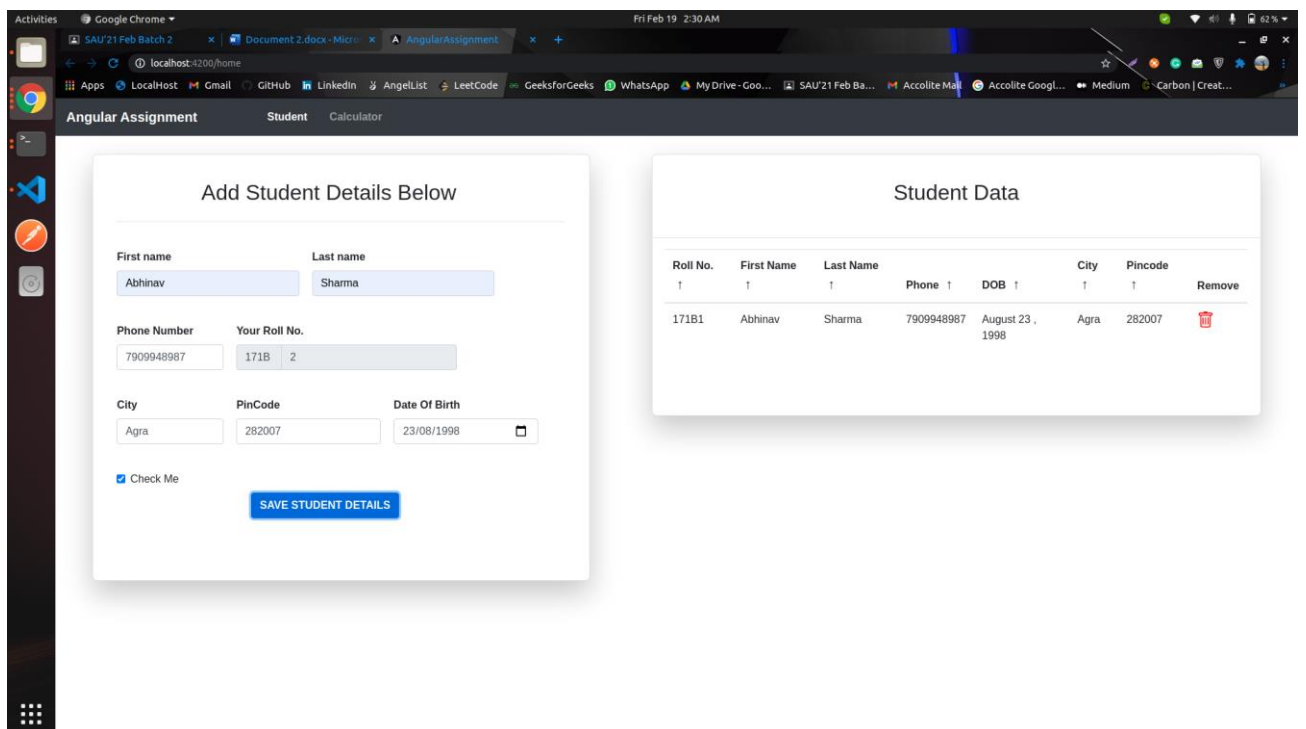 Activities Google Chrome Fri Feb 19 2:30 AM 62 %
SAU'21 Feb Batch 2 Document 2.docx - Micro AngularAssignment
localhost:4200/home
Apps LocalHost Gmail GitHub LinkedIn AngelList LeetCode GeeksforGeeks WhatsApp My Drive - Goo... SAU'21 Feb Ba... Accolite Mail Accolite Googl... Medium Carbon | Creat...
Angular Assignment Student Calculator
Add Student Details Below
First name Last name
Abhinav Sharma
Phone Number Your Roll No.
7909948987 171B 2
City PinCode Date Of Birth
Agra 282007 23/08/1998
Check Me
SAVE STUDENT DETAILS
Student Data
Roll No. First Name Last Name City Pincode
↑ ↑ ↑ Phone ↑ DOB ↑ ↑ ↑ Remove
171B1 Abhinav Sharma 7909948987 August 23 , Agra 282007
1998